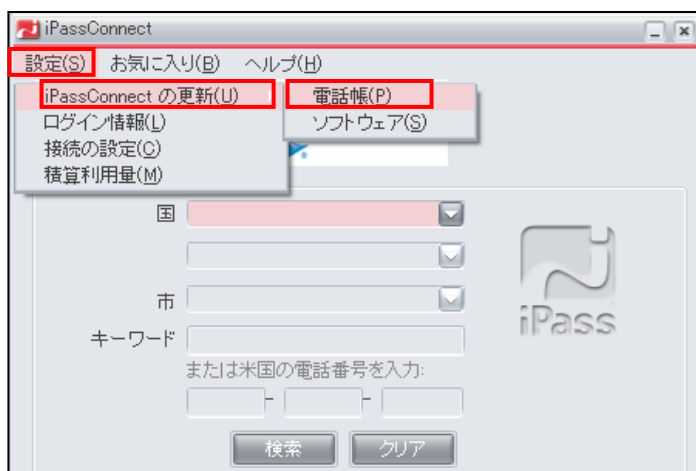 iPassConnect
設定(S) お気に入り(B) ヘルプ(H)
iPassConnect の更新(U) 電話帳(P)
ログイン情報(L) ソフトウェア(S)
接続の設定(C)
積算利用量(M)
国
市
キーワード
または米国の電話番号を入力:
- -
検索 クリア
iPass